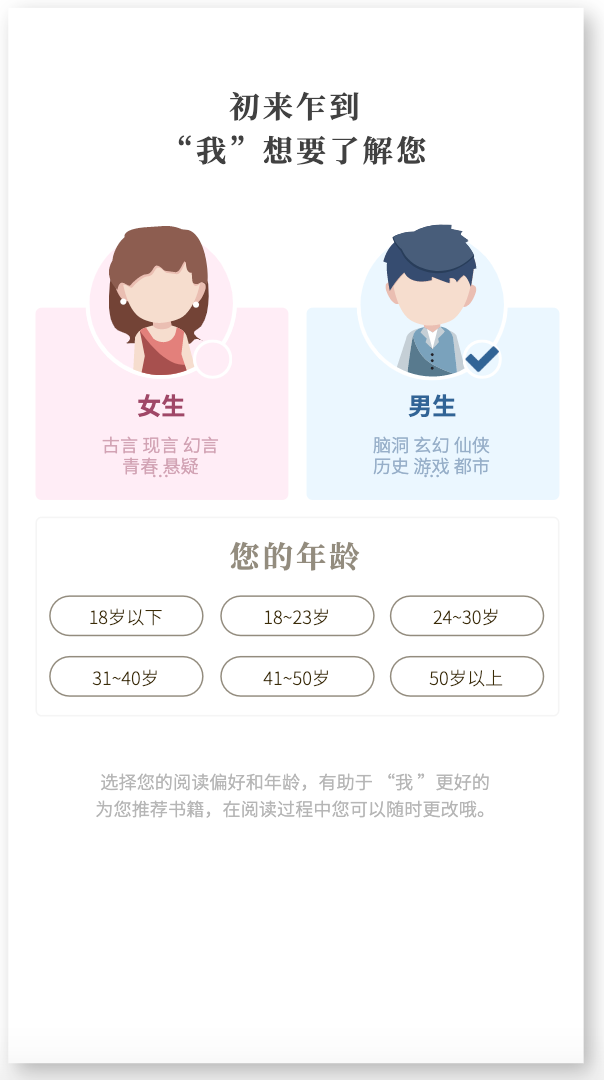 初来乍到
“我”想要了解您
女生
古言 现言 幻言
青春 悬疑
...
男生
脑洞 玄幻 仙侠
历史 游戏 都市
...
您的年龄
18岁以下
18~23岁
24~30岁
31~40岁
41~50岁
50岁以上
选择您的阅读偏好和年龄，有助于 “我 ”更好的
为您推荐书籍，在阅读过程中您可以随时更改哦。